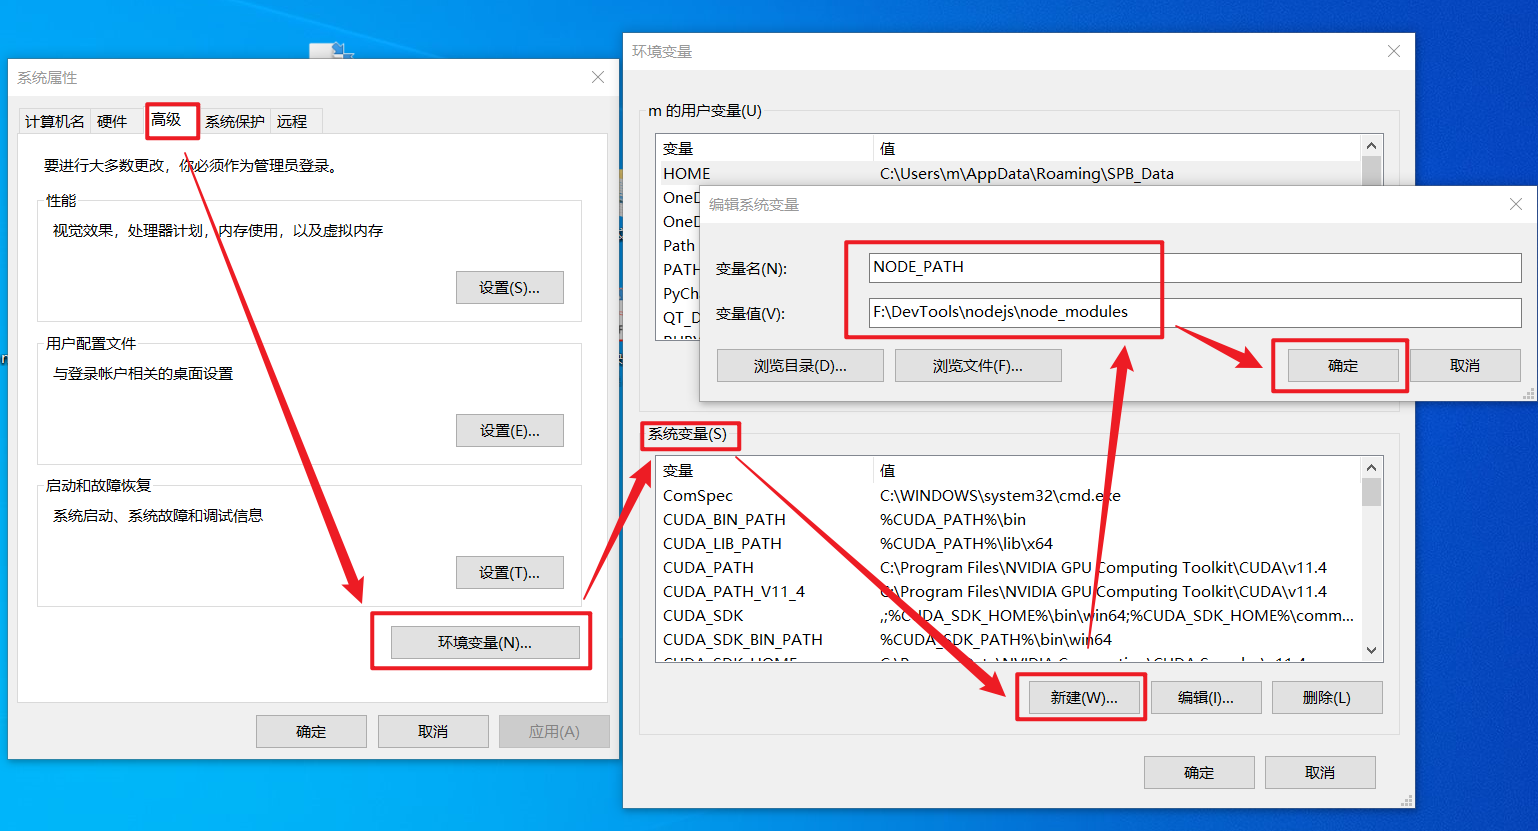 系统属性
计算机名 硬件 高级 系统保护 远程
要进行大多数更改，你必须作为管理员登录。
性能
视觉效果，处理器计划，内存使用，以及虚拟内存
设置(S)...
用户配置文件
与登录帐户相关的桌面设置
设置(E)...
启动和故障恢复
系统启动、系统故障和调试信息
设置(T)...
环境变量(N)...
确定 取消 应用(A)
环境变量
m 的用户变量(U)
变量 值
HOME C:\Users\m\AppData\Roaming\SPB_Data
OneD
OneD
Path
PATH
PyCh
QT_D
编辑系统变量
变量名(N): NODE_PATH
变量值(V): F:\DevTools\nodejs\node_modules
浏览目录(D)... 浏览文件(F)... 确定 取消
系统变量(S)
变量 值
ComSpec C:\WINDOWS\system32\cmd.exe
CUDA_BIN_PATH %CUDA_PATH%\bin
CUDA_LIB_PATH %CUDA_PATH%\lib\x64
CUDA_PATH C:\Program Files\NVIDIA GPU Computing Toolkit\CUDA\v11.4
CUDA_PATH_V11_4 C:\Program Files\NVIDIA GPU Computing Toolkit\CUDA\v11.4
CUDA_SDK ,;%CUDA_SDK_HOME%\bin\win64;%CUDA_SDK_HOME%\comm...
CUDA_SDK_BIN_PATH %CUDA_SDK_PATH%\bin\win64
新建(W)... 编辑(I)... 删除(L)
确定 取消